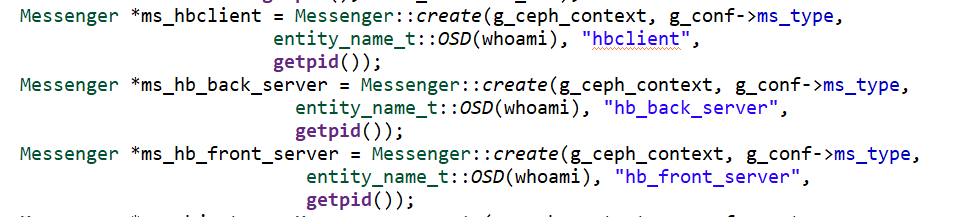 Messenger *ms_hbclient = Messenger::create(g_ceph_context, g_conf->ms_type,
entity_name_t::OSD(whoami), "hbclient",
getpid());
Messenger *ms_hb_back_server = Messenger::create(g_ceph_context, g_conf->ms_type,
entity_name_t::OSD(whoami), "hb_back_server",
getpid());
Messenger *ms_hb_front_server = Messenger::create(g_ceph_context, g_conf->ms_type,
entity_name_t::OSD(whoami), "hb_front_server",
getpid());